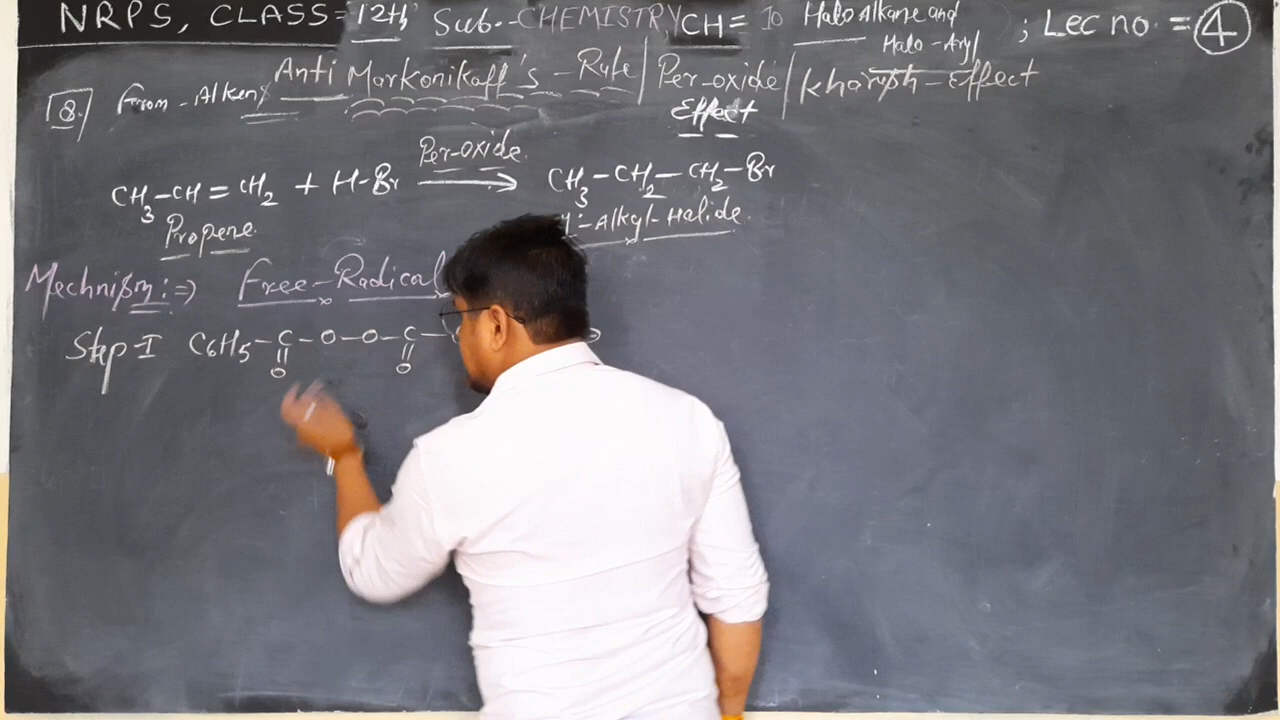 NRPS, CLASS = 12th Sub.- CHEMISTRY, CH = 10 Halo Alkane and ; Lec no. = 4
Halo-Aryl
8. From-Alken, Anti Markonikoff's-Rule / Per-oxide / Kharash-Effect
Effect
Per-oxide
CH3-CH=CH2 + H-Br ⟶ CH3-CH2-CH2-Br
Propene 1°-Alkyl-Halide.
Mechnism:⇒ Free-Radical
Step-I C6H5-C-O-O-C-
O O